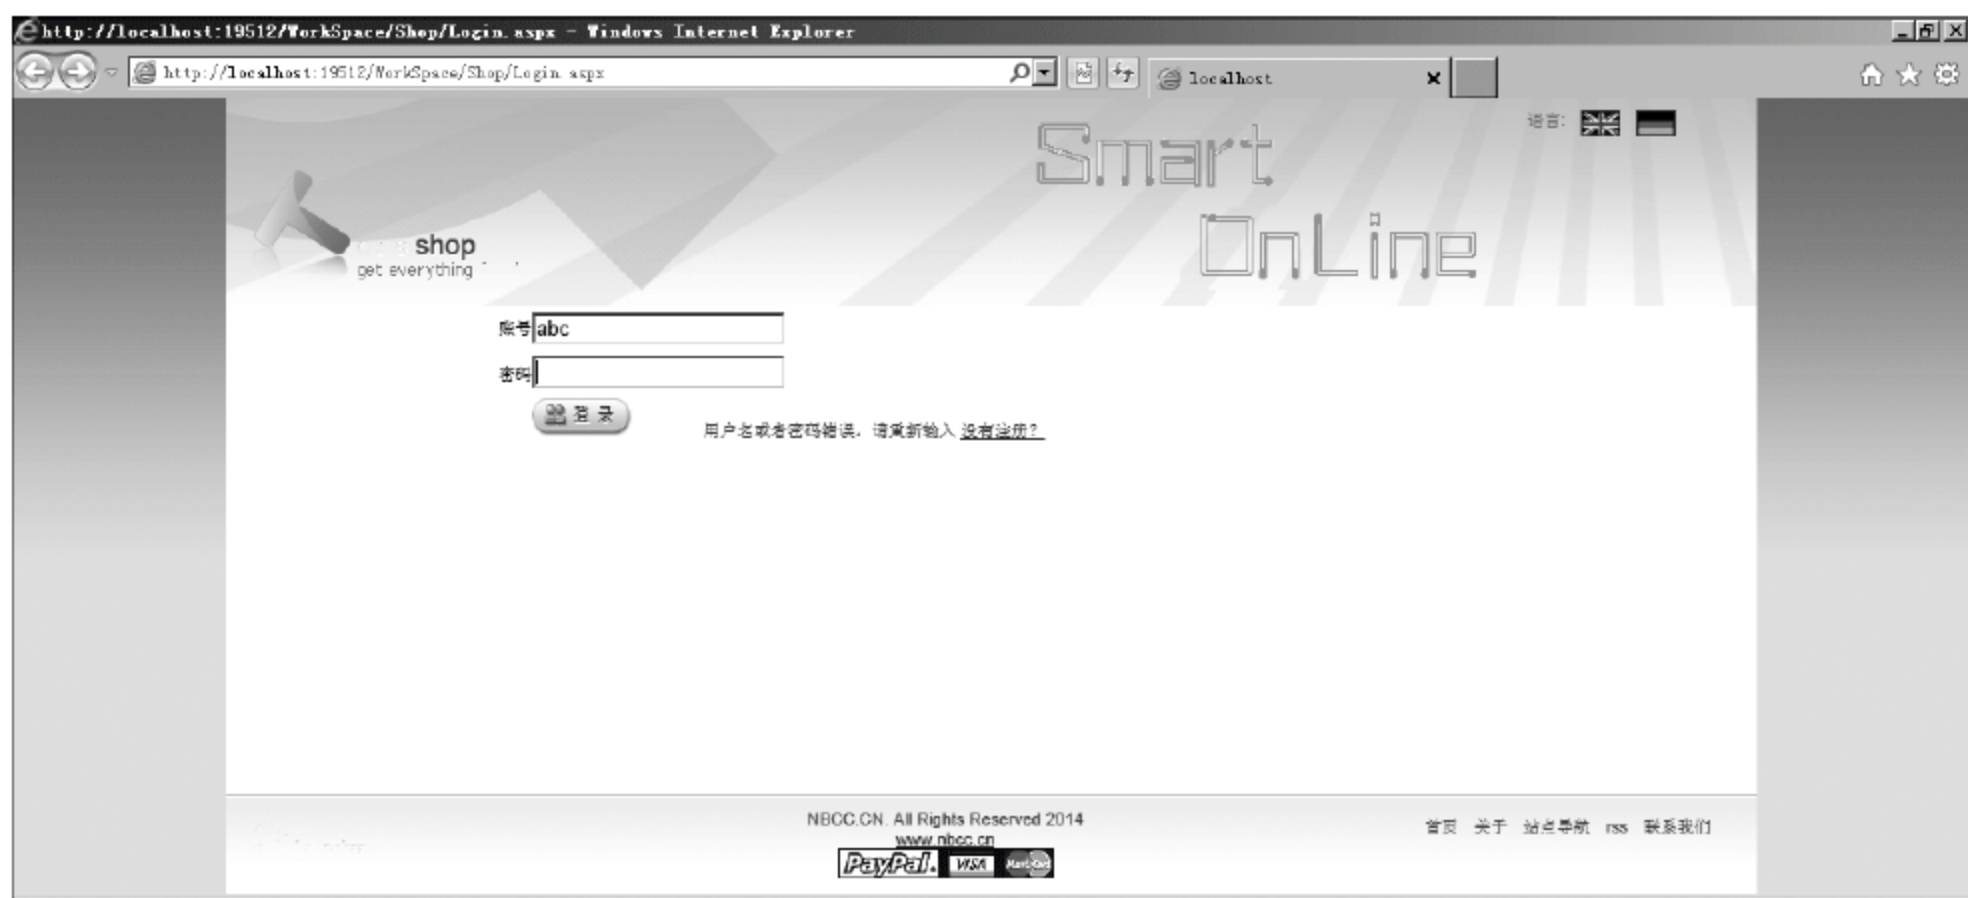 http://localhost:19512/WorkSpace/Shop/Login.aspx - Windows Internet Explorer
http://localhost:19512/WorkSpace/Shop/Login.aspx
localhost
语言:
Smart
OnLine
shop
get everything
账号 abc
密码
登录
用户名或者密码错误, 请重新输入 没有注册?
NBCC.CN. All Rights Reserved 2014
www.nbcc.cn
首页 关于 站点导航 rss 联系我们
PayPal. VISA MasterCard